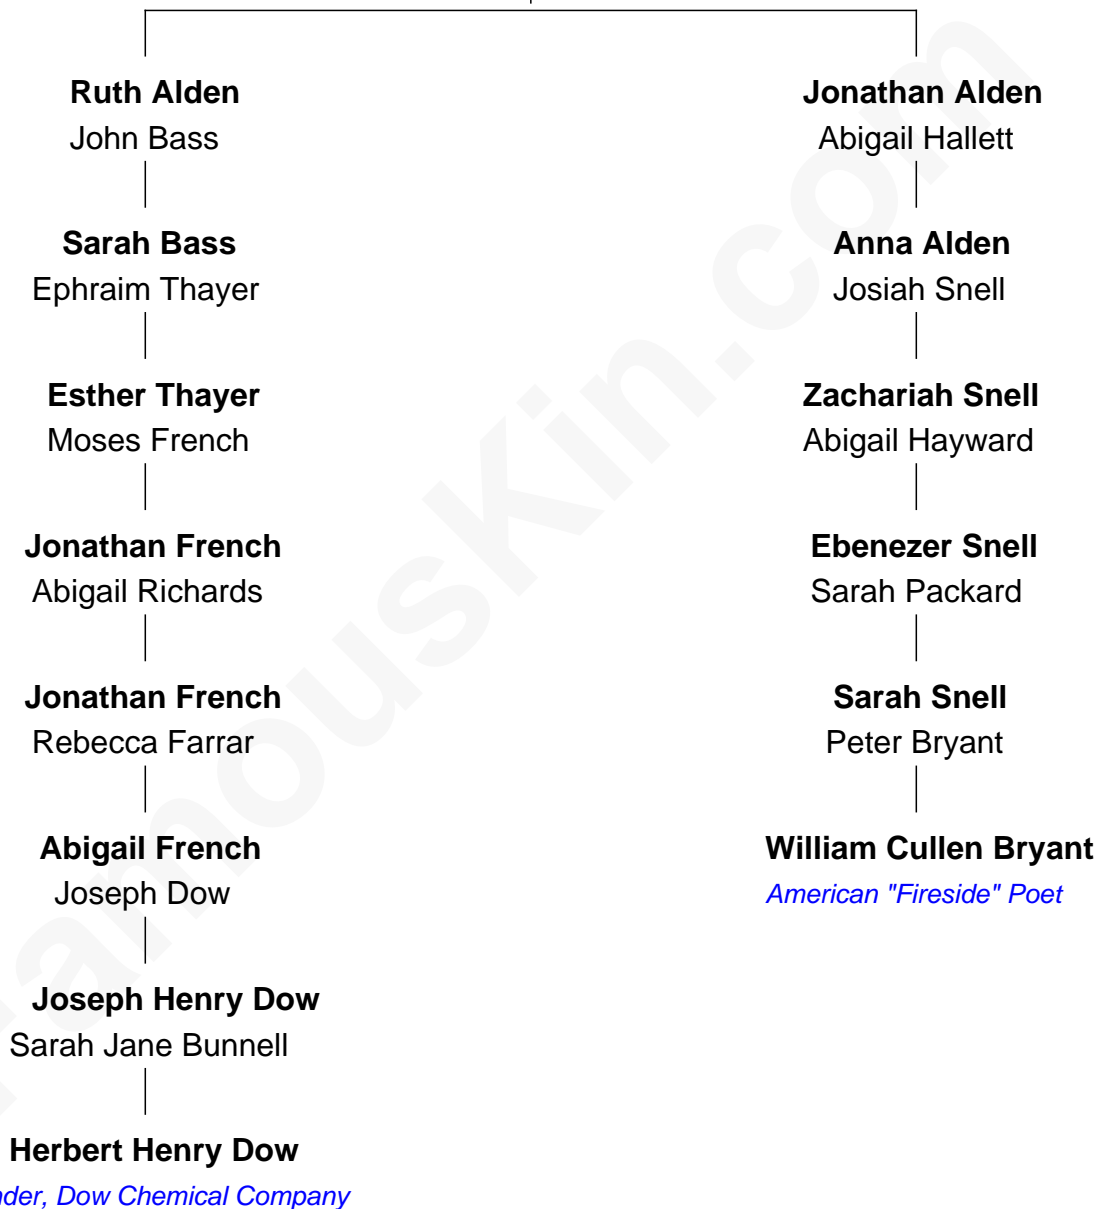 Ruth Alden
John Bass
Jonathan Alden
Abigail Hallett
Sarah Bass
Ephraim Thayer
Anna Alden
Josiah Snell
Esther Thayer
Moses French
Zachariah Snell
Abigail Hayward
Jonathan French
Abigail Richards
Ebenezer Snell
Sarah Packard
Jonathan French
Rebecca Farrar
Sarah Snell
Peter Bryant
Abigail French
Joseph Dow
William Cullen Bryant
American "Fireside" Poet
Joseph Henry Dow
Sarah Jane Bunnell
Herbert Henry Dow
nder, Dow Chemical Company
FamousKin.com